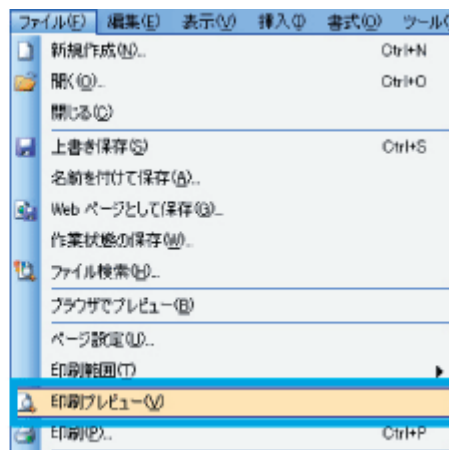 ファイル(F) 編集(E) 表示(V) 挿入(I) 書式(O) ツール(
新規作成(N)... Ctrl+N
開く(O)... Ctrl+O
閉じる(C)
上書き保存(S) Ctrl+S
名前を付けて保存(A)...
Web ページとして保存(G)...
作業状態の保存(W)...
ファイル検索(H)...
ブラウザでプレビュー(B)
ページ設定(U)...
印刷範囲(T)
印刷プレビュー(V)
印刷(P)... Ctrl+P